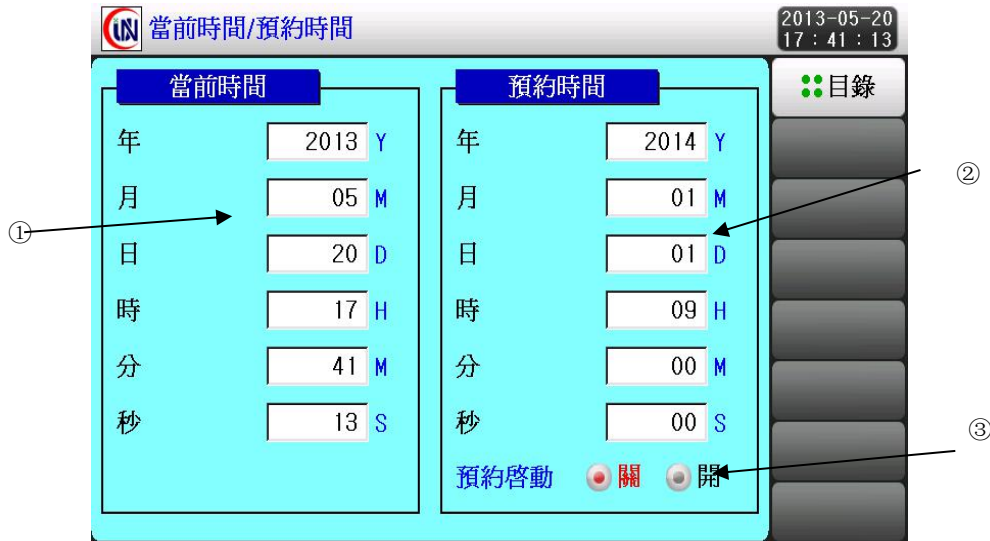 iN 當前時間/預約時間 2013-05-20
17:41:13
當前時間 預約時間 目錄
年 2013 Y 年 2014 Y
月 05 M 月 01 M
②
①
日 20 D 日 01 D
時 17 H 時 09 H
分 41 M 分 00 M
秒 13 S 秒 00 S
③
預約啓動 關 開